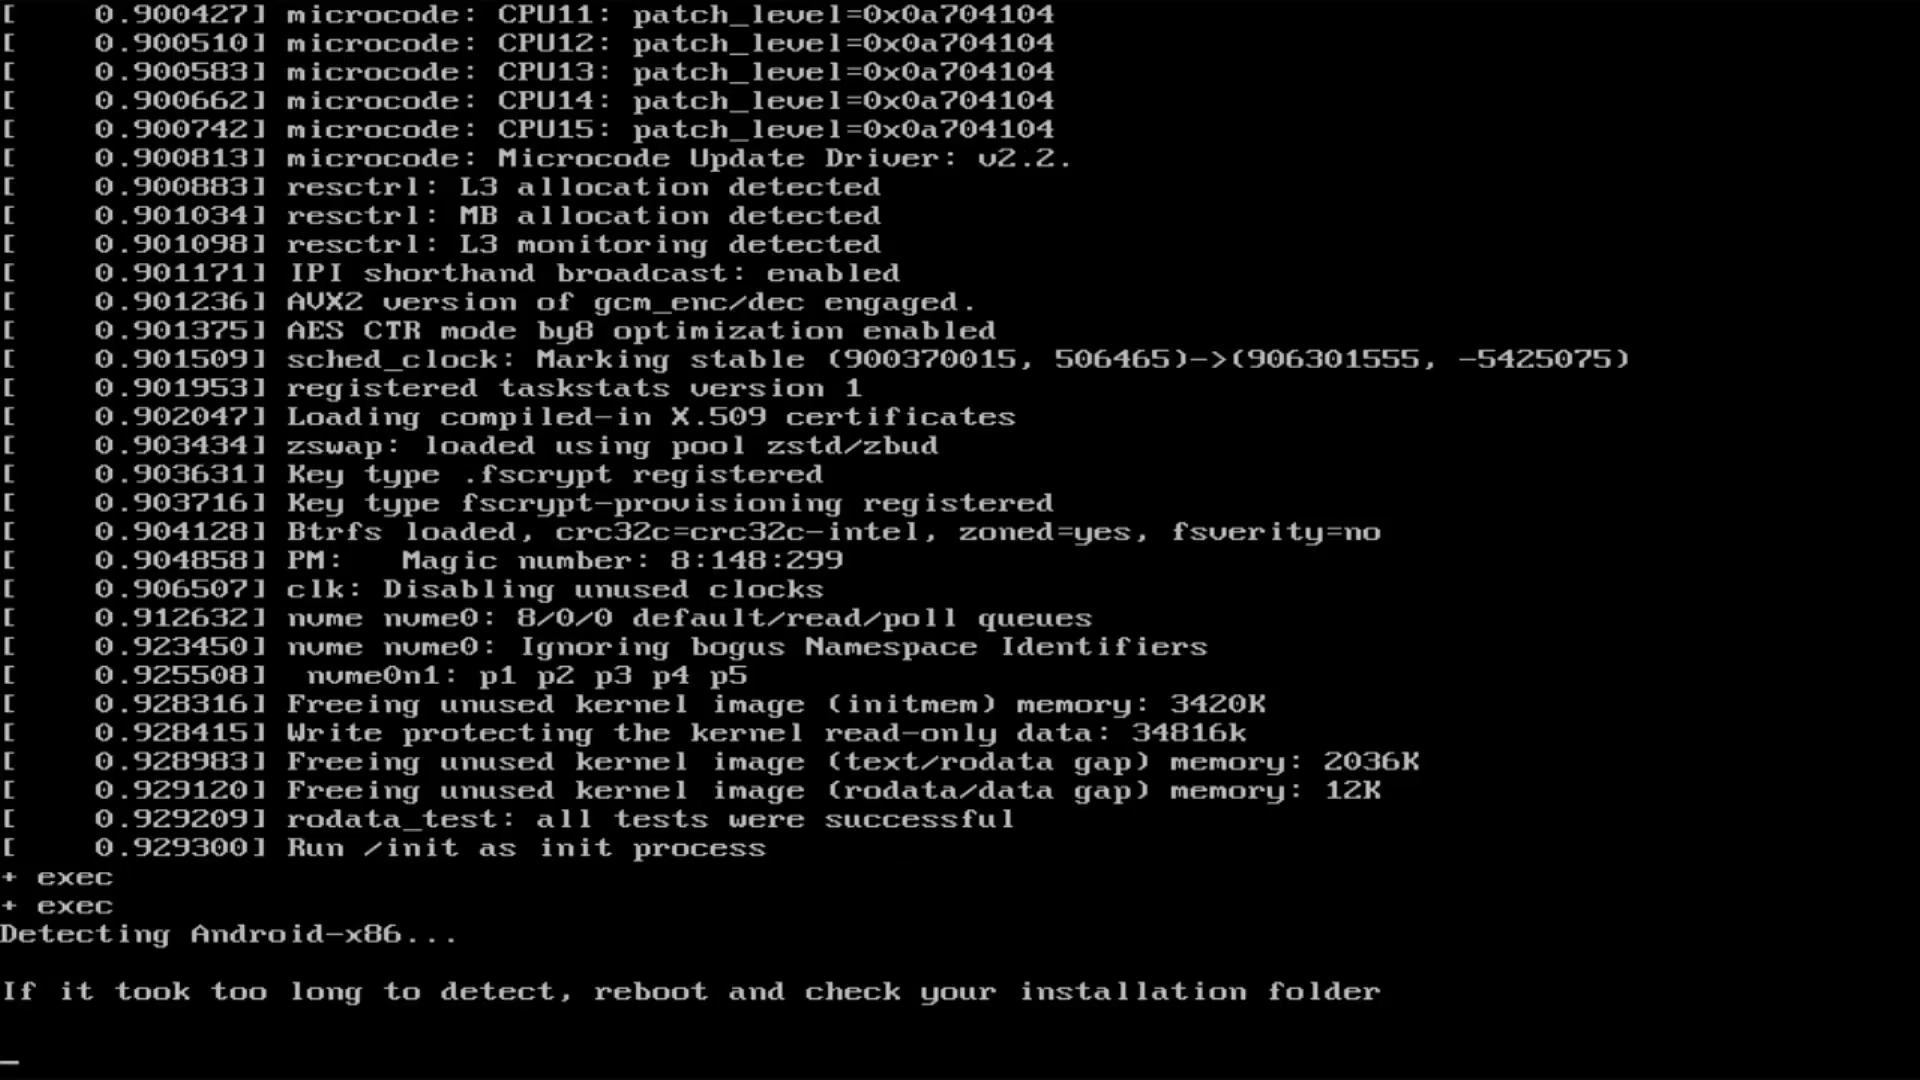 [    0.900427] microcode: CPU11: patch_level=0x0a704104
[    0.900510] microcode: CPU12: patch_level=0x0a704104
[    0.900583] microcode: CPU13: patch_level=0x0a704104
[    0.900662] microcode: CPU14: patch_level=0x0a704104
[    0.900742] microcode: CPU15: patch_level=0x0a704104
[    0.900813] microcode: Microcode Update Driver: v2.2.
[    0.900883] resctrl: L3 allocation detected
[    0.901034] resctrl: MB allocation detected
[    0.901098] resctrl: L3 monitoring detected
[    0.901171] IPI shorthand broadcast: enabled
[    0.901236] AVX2 version of gcm_enc/dec engaged.
[    0.901375] AES CTR mode by8 optimization enabled
[    0.901509] sched_clock: Marking stable (900370015, 506465)->(906301555, -5425075)
[    0.901953] registered taskstats version 1
[    0.902047] Loading compiled-in X.509 certificates
[    0.903434] zswap: loaded using pool zstd/zbud
[    0.903631] Key type .fscrypt registered
[    0.903716] Key type fscrypt-provisioning registered
[    0.904128] Btrfs loaded, crc32c=crc32c-intel, zoned=yes, fsverity=no
[    0.904858] PM:   Magic number: 8:148:299
[    0.906507] clk: Disabling unused clocks
[    0.912632] nvme nvme0: 8/0/0 default/read/poll queues
[    0.923450] nvme nvme0: Ignoring bogus Namespace Identifiers
[    0.925508]  nvme0n1: p1 p2 p3 p4 p5
[    0.928316] Freeing unused kernel image (initmem) memory: 3420K
[    0.928415] Write protecting the kernel read-only data: 34816k
[    0.928983] Freeing unused kernel image (text/rodata gap) memory: 2036K
[    0.929120] Freeing unused kernel image (rodata/data gap) memory: 12K
[    0.929209] rodata_test: all tests were successful
[    0.929300] Run /init as init process
+ exec
+ exec
Detecting Android-x86...
If it took too long to detect, reboot and check your installation folder
_